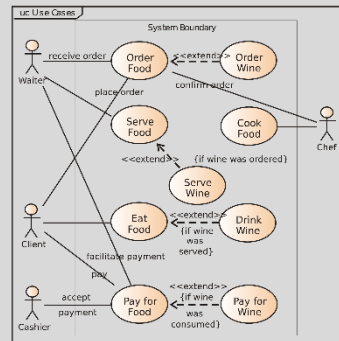 uc Use Cases
System Boundary
receive order
Order
Food
<<extend>>
Order
Wine
Waiter
place order
confirm order
Serve
Food
Cook
Food
Chef
<<extend>>
{if wine was ordered}
Serve
Wine
<<extend>>
Eat
Food
{if wine
was
served}
Drink
Wine
Client
facilitate payment
pay
<<extend>>
accept
payment
Pay for
Food
{if wine
was
consumed}
Pay for
Wine
Cashier